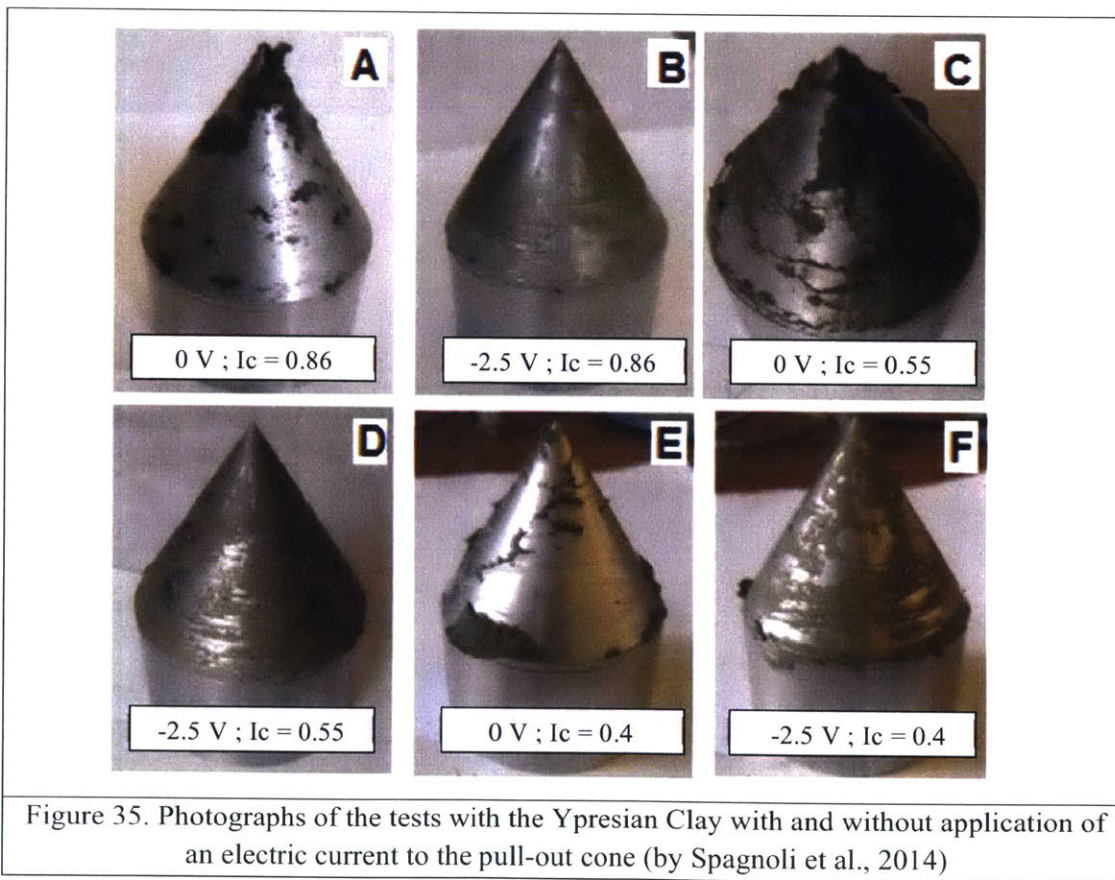 A
B
C
0 V ; Ic = 0.86
-2.5 V ; Ic = 0.86
0 V ; Ic = 0.55
D
E
F
-2.5 V ; Ic = 0.55
0 V ; Ic = 0.4
-2.5 V ; Ic = 0.4
Figure 35. Photographs of the tests with the Ypresian Clay with and without application of
an electric current to the pull-out cone (by Spagnoli et al., 2014)